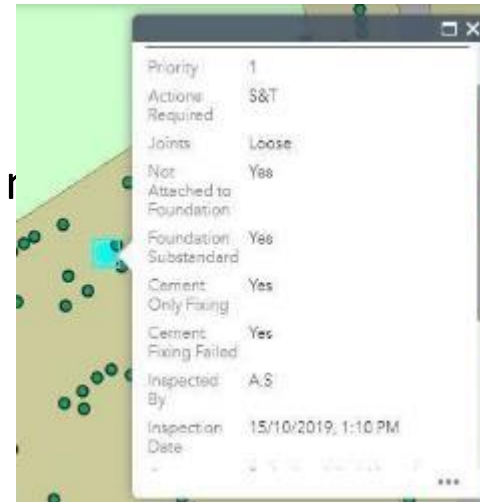 Priority 1
Actions S&T
Required
Joints Loose
Not Yes
Attached to
Foundation
Foundation Yes
Substandard
Cement Yes
Only Fixing
Cement Yes
Fixing Failed
Inspected A.S
By
Inspection 15/10/2019, 1:10 PM
Date